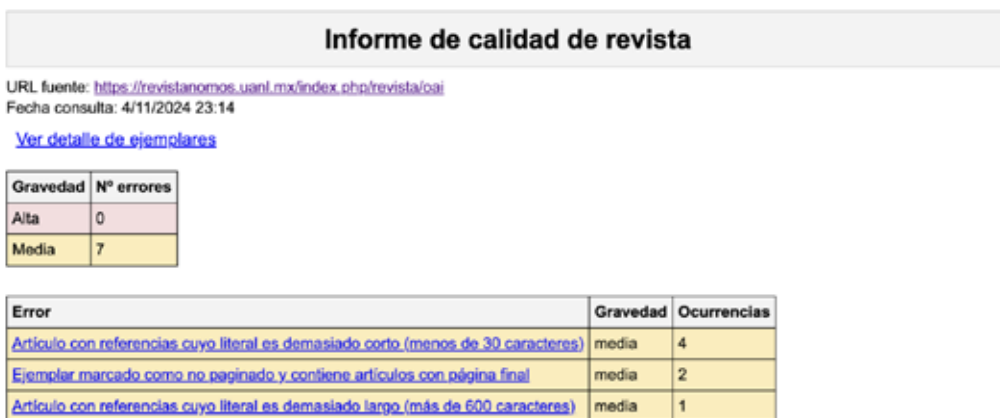 Informe de calidad de revista
URL fuente: https://revistanomos.uanl.mx/index.php/revista/oai
Fecha consulta: 4/11/2024 23:14
Ver detalle de ejemplares
Gravedad Nº errores
Alta 0
Media 7
Error Gravedad Ocurrencias
Artículo con referencias cuyo literal es demasiado corto (menos de 30 caracteres) media 4
Ejemplar marcado como no paginado y contiene artículos con página final media 2
Artículo con referencias cuyo literal es demasiado largo (más de 600 caracteres) media 1